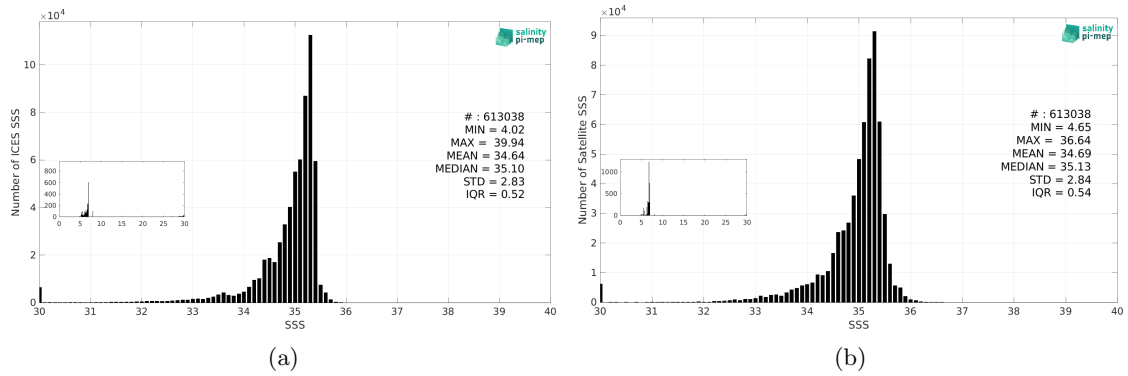 ×10⁴
salinity
pi-mep
# : 613038
MIN = 4.02
MAX = 39.94
MEAN = 34.64
MEDIAN = 35.10
STD = 2.83
IQR = 0.52
Number of ICES SSS
10
8
6
4
2
0
800
600
400
200
0
0 5 10 15 20 25 30
30 31 32 33 34 35 36 37 38 39 40
SSS
(a)
×10⁴
salinity
pi-mep
# : 613038
MIN = 4.65
MAX = 36.64
MEAN = 34.69
MEDIAN = 35.13
STD = 2.84
IQR = 0.54
Number of Satellite SSS
9
8
7
6
5
4
3
2
1
0
1000
500
0
0 5 10 15 20 25 30
30 31 32 33 34 35 36 37 38 39 40
SSS
(b)